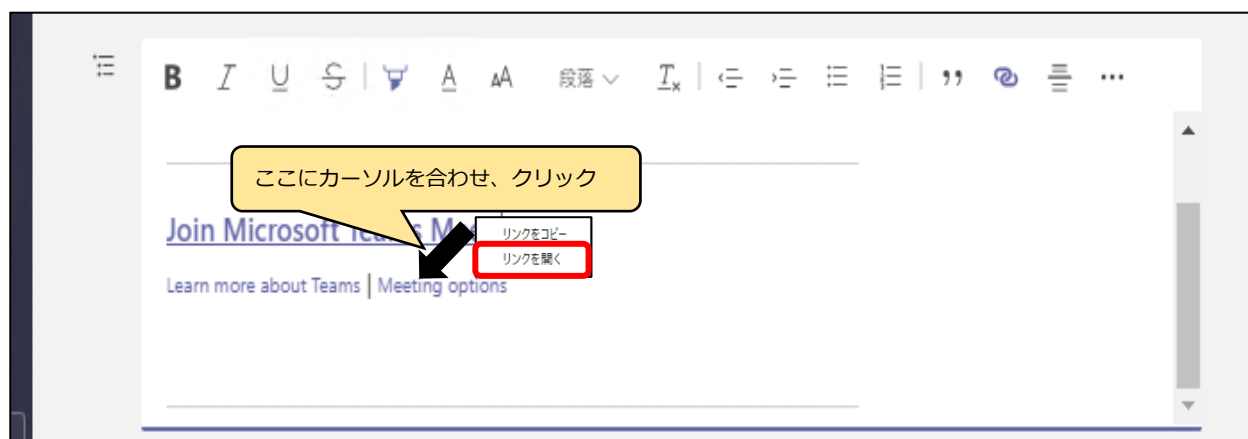 B I U S A AA 段落 Tx
ここにカーソルを合わせ、クリック
Join Microsoft Teams
リンクをコピー
リンクを開く
Learn more about Teams | Meeting options